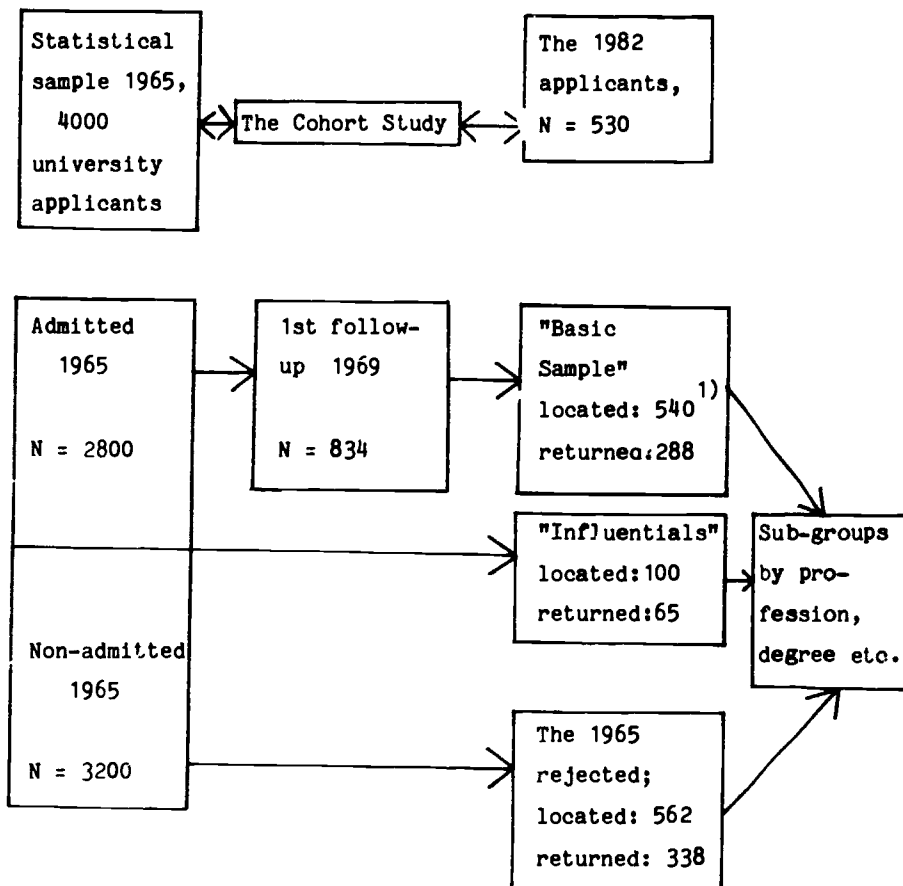 Statistical
sample 1965,
4000
university
applicants
The Cohort Study
The 1982
applicants,
N = 530
Admitted
1965
N = 2800
1st follow-
up 1969
N = 834
"Basic
Sample"
located: 540 1)
returned: 288
"Influentials"
located:100
returned:65
Sub-groups
by pro-
fession,
degree etc.
Non-admitted
1965
N = 3200
The 1965
rejected;
located: 562
returned: 338